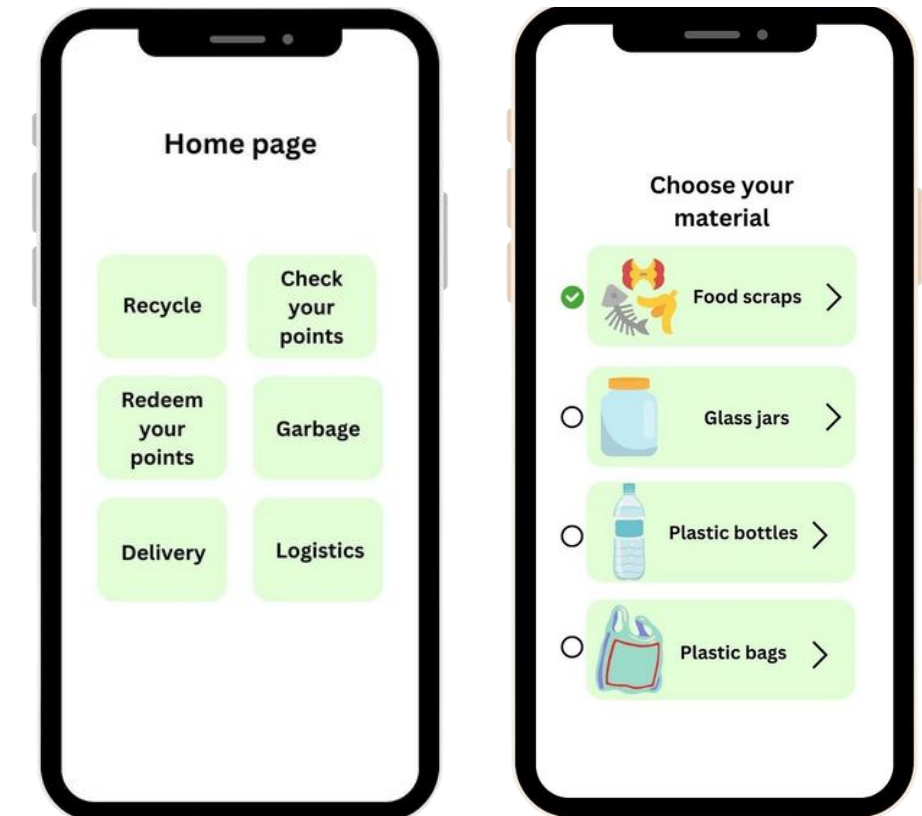 Home page
Recycle
Check
your
points
Redeem
your
points
Garbage
Delivery
Logistics
Choose your
material
Food scraps
Glass jars
Plastic bottles
Plastic bags